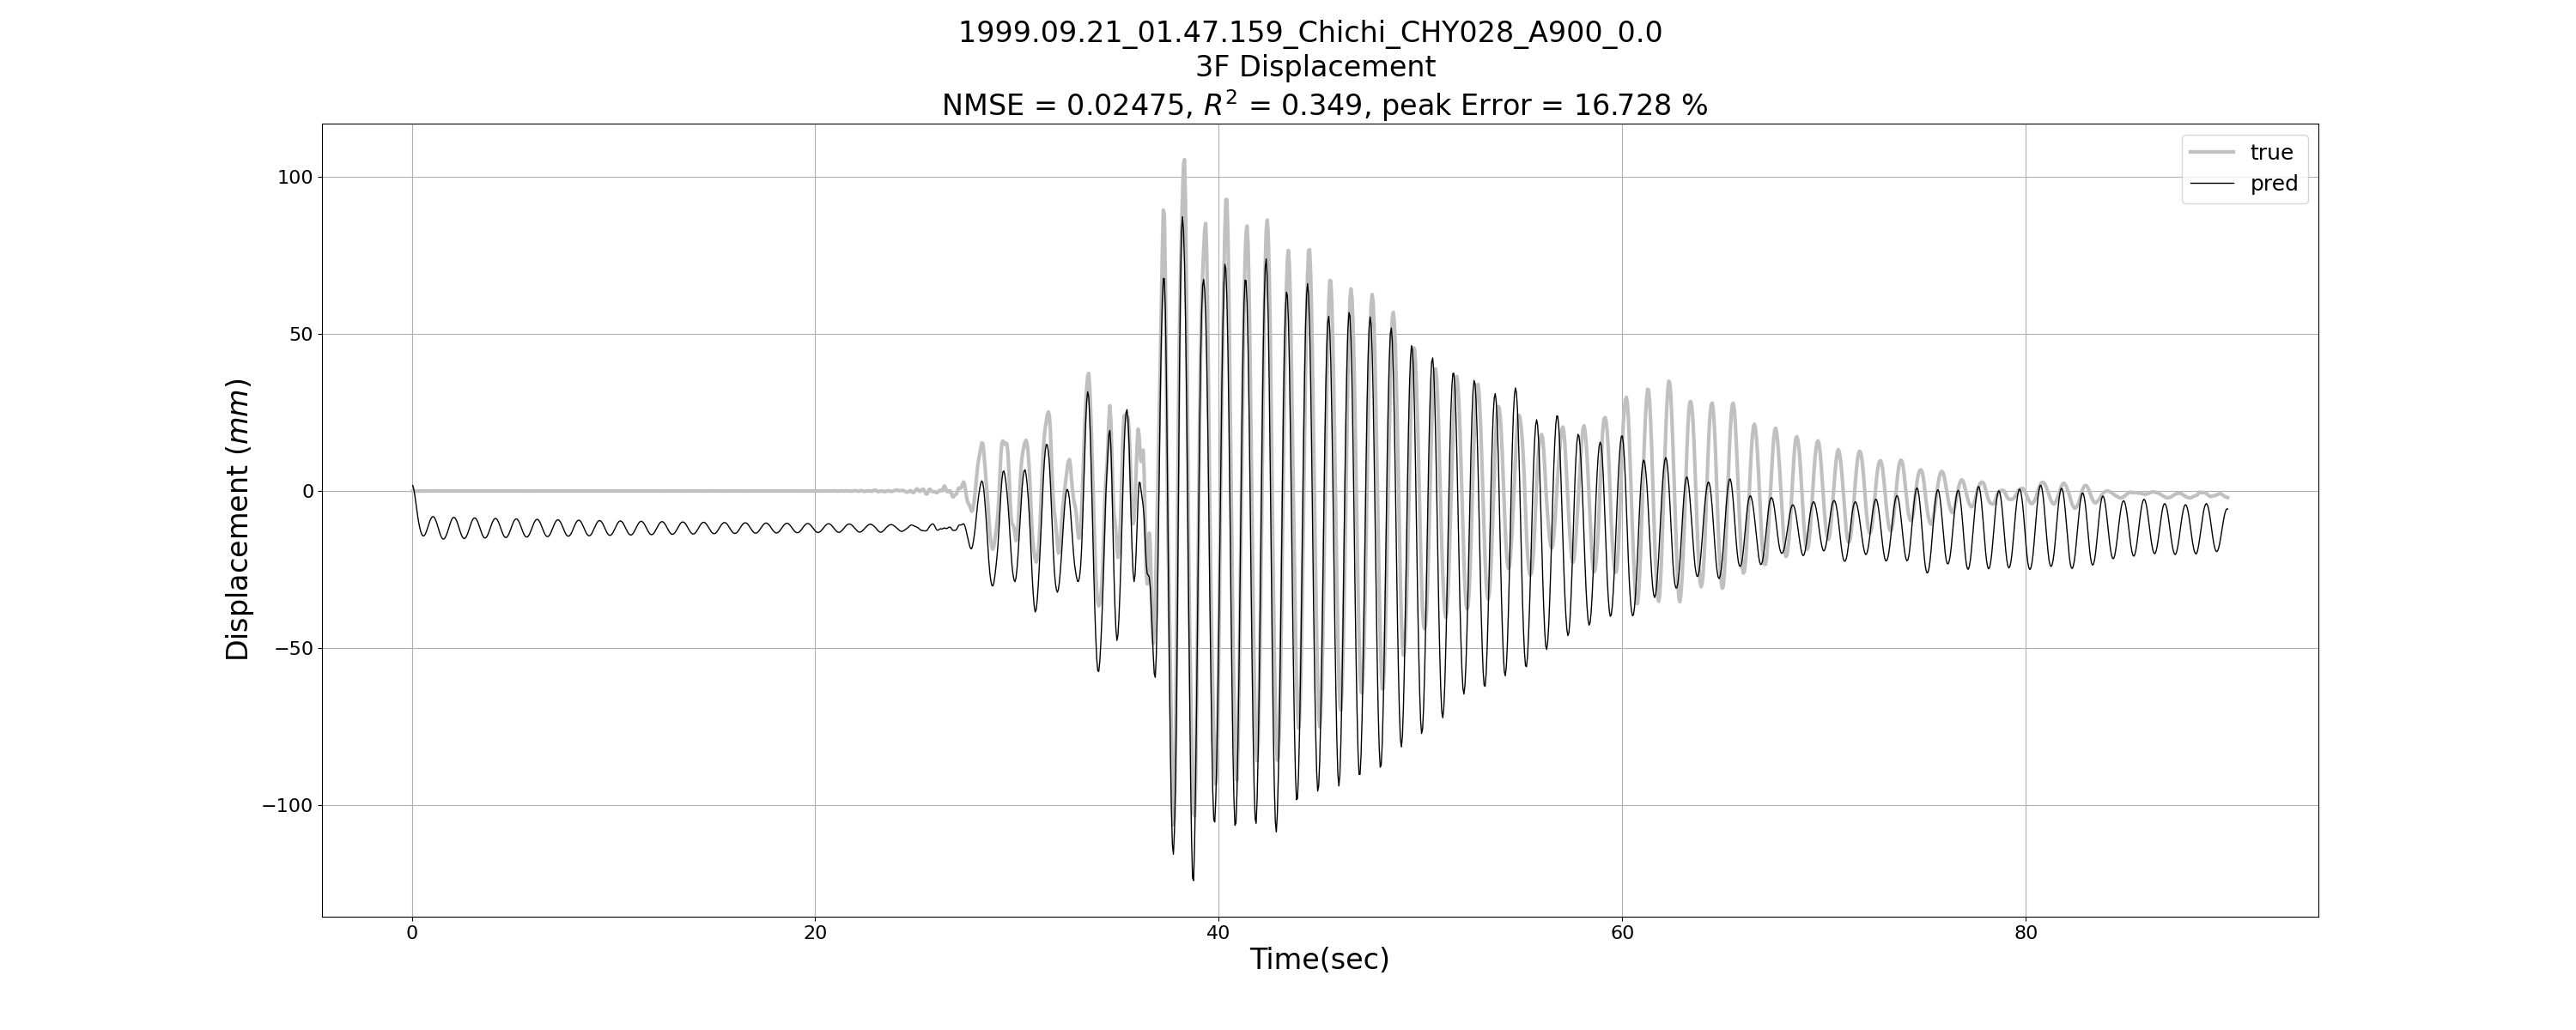 1999.09.21_01.47.159_Chichi_CHY028_A900_0.0
3F Displacement
NMSE = 0.02475, R² = 0.349, peak Error = 16.728 %
true
pred
100
50
0
−50
−100
Displacement (mm)
0 20 40 60 80
Time(sec)